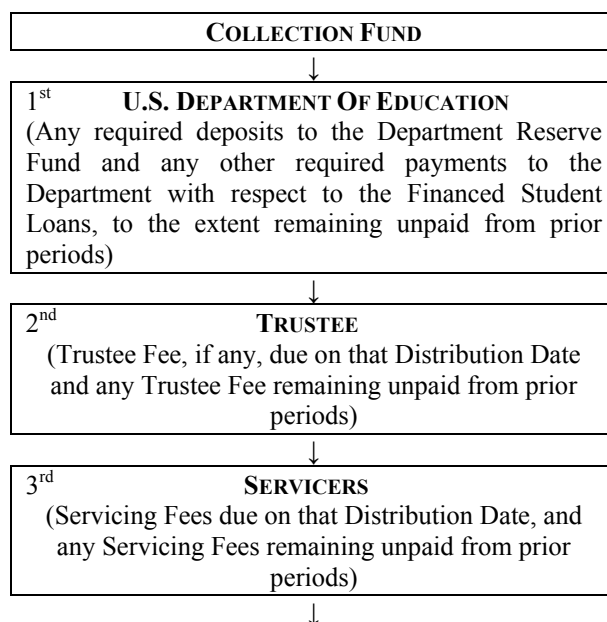 COLLECTION FUND
↓
1st U.S. DEPARTMENT OF EDUCATION
(Any required deposits to the Department Reserve
Fund and any other required payments to the
Department with respect to the Financed Student
Loans, to the extent remaining unpaid from prior
periods)
↓
2nd TRUSTEE
(Trustee Fee, if any, due on that Distribution Date
and any Trustee Fee remaining unpaid from prior
periods)
↓
3rd SERVICERS
(Servicing Fees due on that Distribution Date, and
any Servicing Fees remaining unpaid from prior
periods)
↓